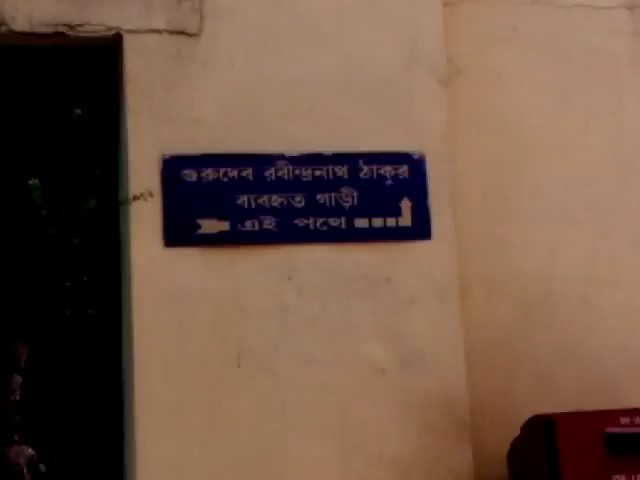 গুরুদেব রবীন্দ্রনাথ ঠাকুর
ব্যবহৃত গাড়ী
এই পথে